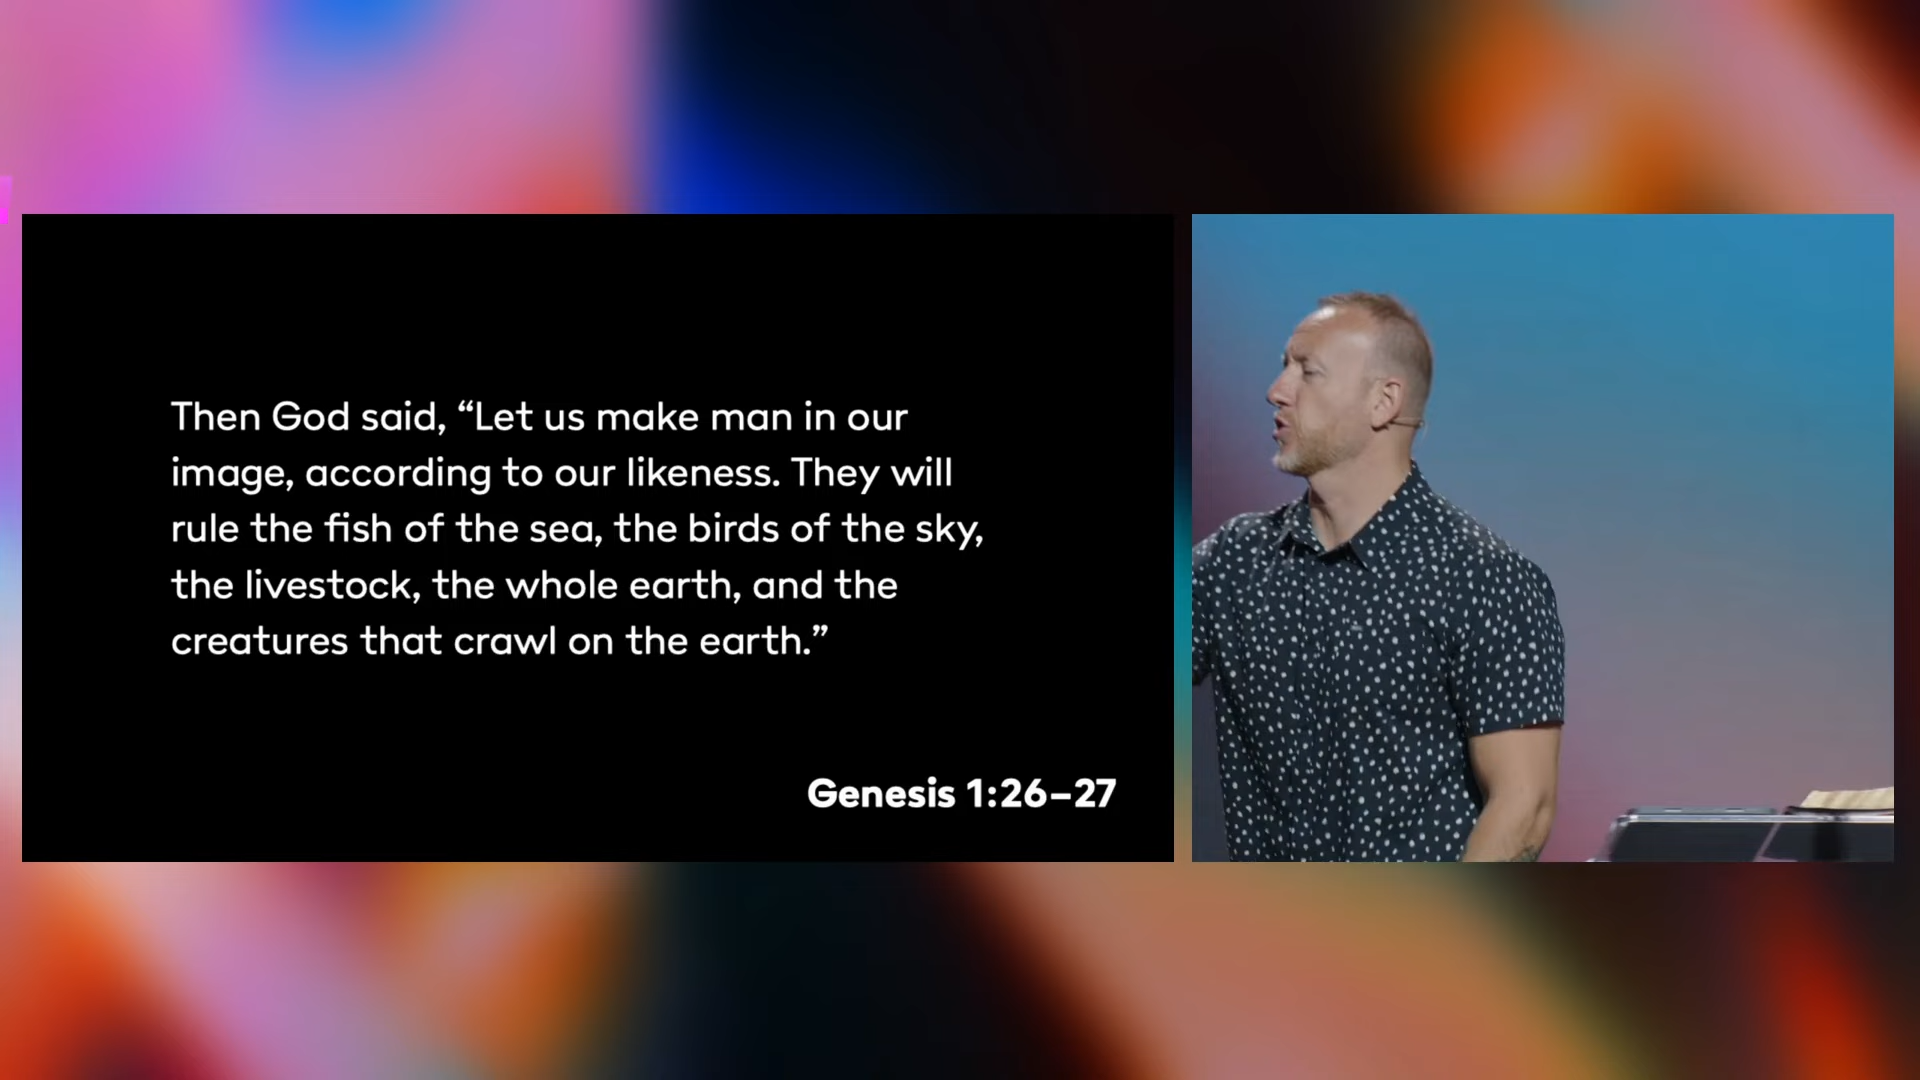 Then God said, “Let us make man in our
image, according to our likeness. They will
rule the fish of the sea, the birds of the sky,
the livestock, the whole earth, and the
creatures that crawl on the earth.”
Genesis 1:26–27